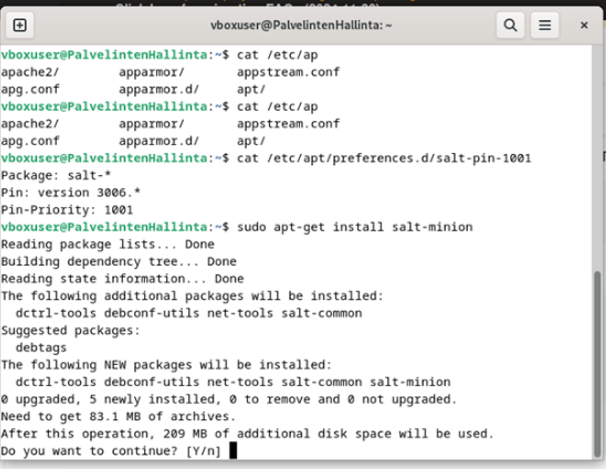 vboxuser@PalvelintenHallinta: ~
vboxuser@PalvelintenHallinta:~$ cat /etc/ap
apache2/ apparmor/ appstream.conf
apg.conf apparmor.d/ apt/
vboxuser@PalvelintenHallinta:~$ cat /etc/ap
apache2/ apparmor/ appstream.conf
apg.conf apparmor.d/ apt/
vboxuser@PalvelintenHallinta:~$ cat /etc/apt/preferences.d/salt-pin-1001
Package: salt-*
Pin: version 3006.*
Pin-Priority: 1001
vboxuser@PalvelintenHallinta:~$ sudo apt-get install salt-minion
Reading package lists... Done
Building dependency tree... Done
Reading state information... Done
The following additional packages will be installed:
dctrl-tools debconf-utils net-tools salt-common
Suggested packages:
debtags
The following NEW packages will be installed:
dctrl-tools debconf-utils net-tools salt-common salt-minion
0 upgraded, 5 newly installed, 0 to remove and 0 not upgraded.
Need to get 83.1 MB of archives.
After this operation, 209 MB of additional disk space will be used.
Do you want to continue? [Y/n]